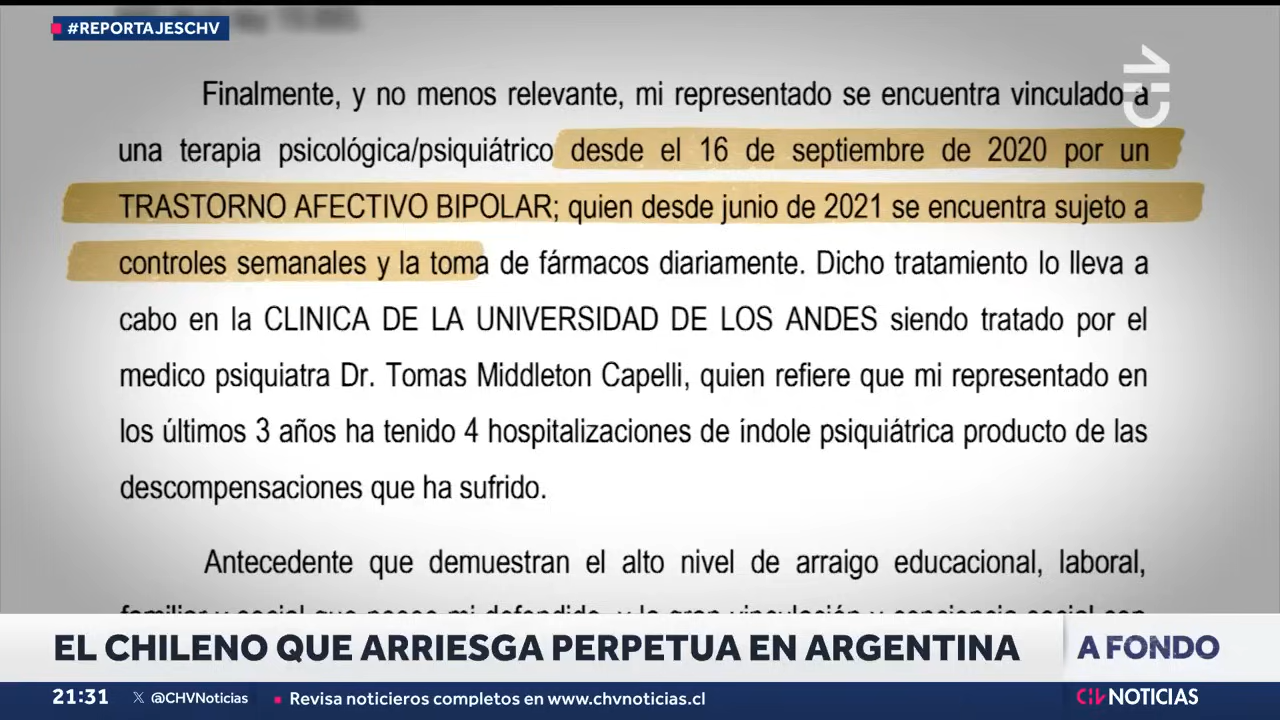 #REPORTAJESCHV
CHV
Finalmente, y no menos relevante, mi representado se encuentra vinculado a
una terapia psicológica/psiquiátrico desde el 16 de septiembre de 2020 por un
TRASTORNO AFECTIVO BIPOLAR; quien desde junio de 2021 se encuentra sujeto a
controles semanales y la toma de fármacos diariamente. Dicho tratamiento lo lleva a
cabo en la CLINICA DE LA UNIVERSIDAD DE LOS ANDES siendo tratado por el
medico psiquiatra Dr. Tomas Middleton Capelli, quien refiere que mi representado en
los últimos 3 años ha tenido 4 hospitalizaciones de índole psiquiátrica producto de las
descompensaciones que ha sufrido.
Antecedente que demuestran el alto nivel de arraigo educacional, laboral,
EL CHILENO QUE ARRIESGA PERPETUA EN ARGENTINA
A FONDO
21:31 X @CHVNoticias Revisa noticieros completos en www.chvnoticias.cl
CHV NOTICIAS